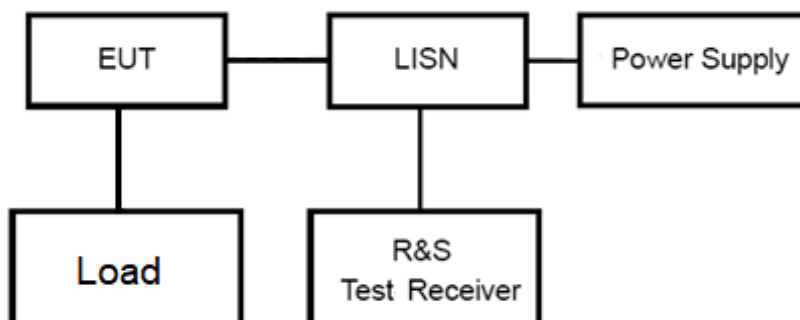 EUT
LISN
Power Supply
Load
R&S
Test Receiver